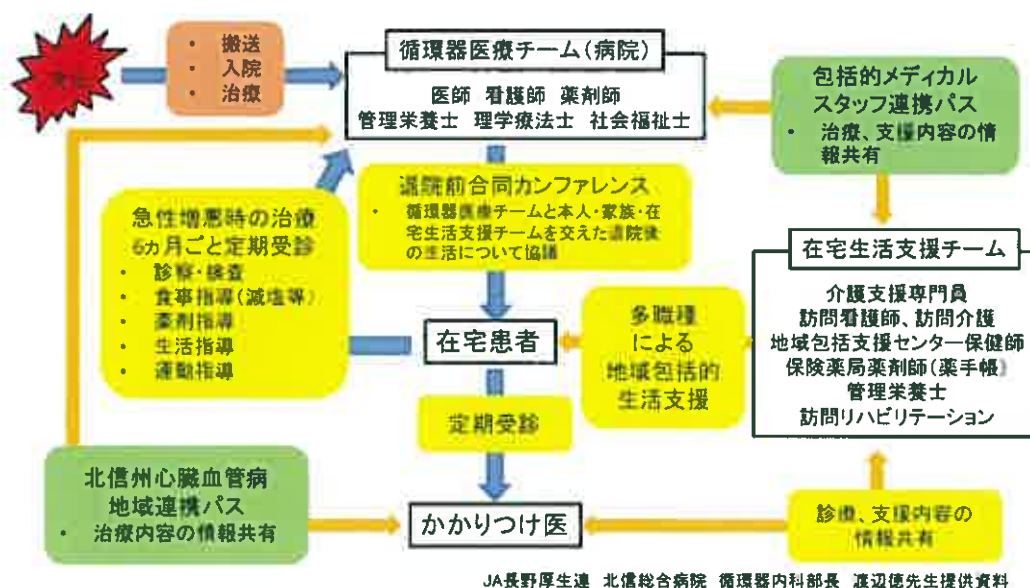 ・ 搬送
・ 入院
・ 治療
循環器医療チーム(病院)
医師 看護師 薬剤師
管理栄養士 理学療法士 社会福祉士
包括的メディカル
スタッフ連携パス
・ 治療、支援内容の情
報共有
退院前合同カンファレンス
・ 循環器医療チームと本人・家族・在
宅生活支援チームを交えた退院後
の生活について協議
急性増悪時の治療
6ヵ月ごと定期受診
・ 診察・検査
・ 食事指導(減塩等)
・ 薬剤指導
・ 生活指導
・ 運動指導
在宅患者
多職種
による
地域包括的
生活支援
在宅生活支援チーム
介護支援専門員
訪問看護師、訪問介護
地域包括支援センター保健師
保険薬局薬剤師(薬手帳)
管理栄養士
訪問リハビリテーション
定期受診
北信州心臓血管病
地域連携パス
・ 治療内容の情報共有
かかりつけ医
診療、支援内容の
情報共有
JA長野厚生連 北信総合病院 循環器内科部長 渡辺徳先生提供資料